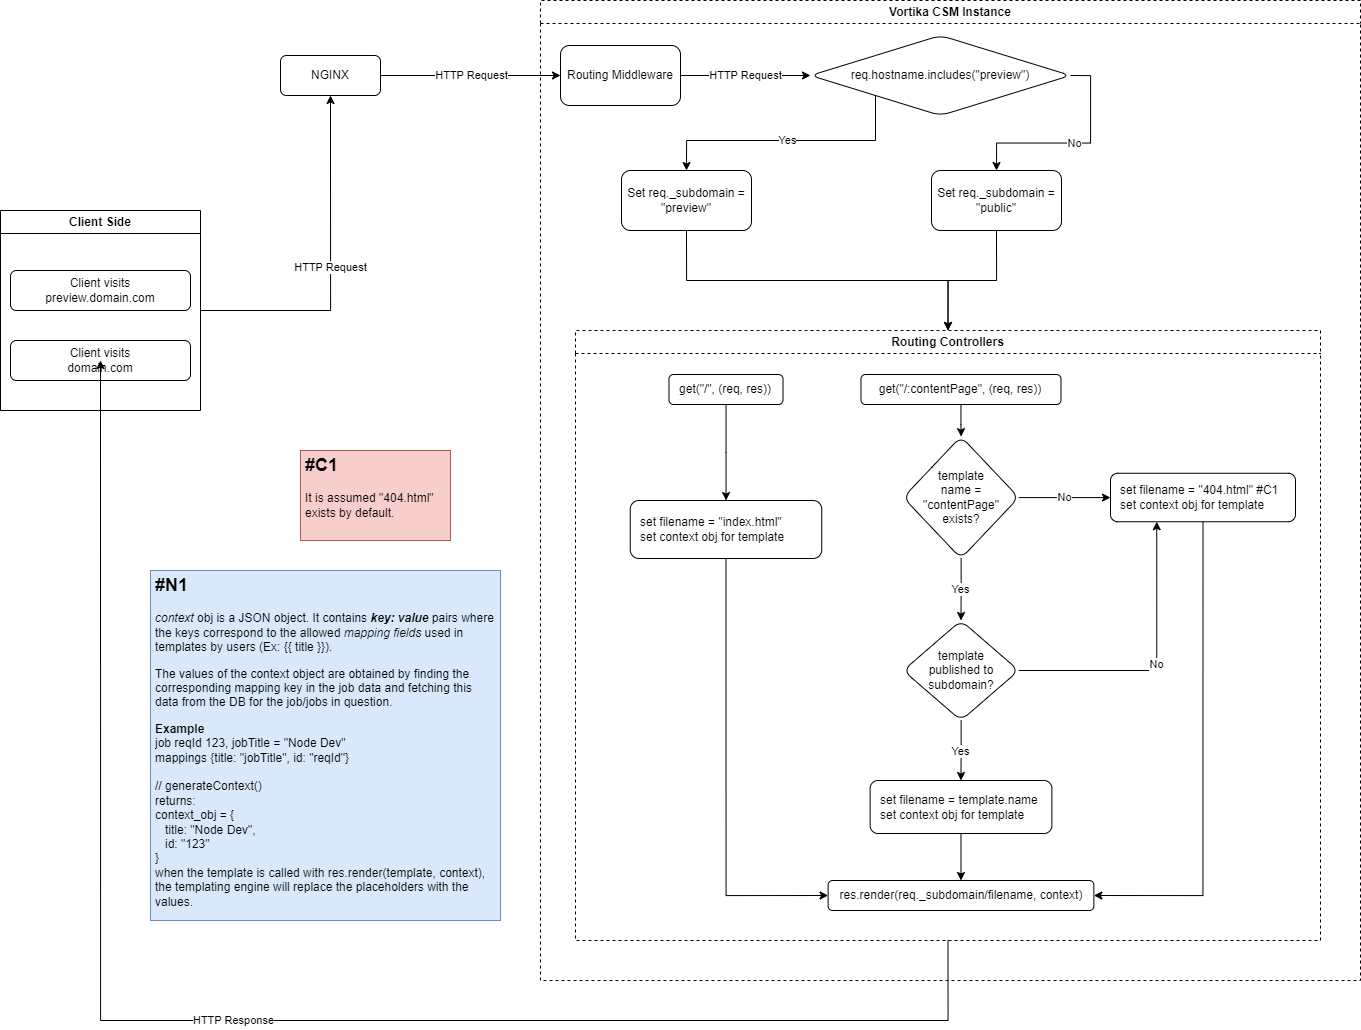 Vortika CSM Instance
NGINX
HTTP Request
Routing Middleware
HTTP Request
req.hostname.includes("preview")
Yes
No
Set req._subdomain =
"preview"
Set req._subdomain =
"public"
Client Side
Client visits
preview.domain.com
Client visits
domain.com
HTTP Request
Routing Controllers
get("/", (req, res))
get("/:contentPage", (req, res))
template
name =
"contentPage"
exists?
No
set filename = "404.html" #C1
set context obj for template
set filename = "index.html"
set context obj for template
Yes
template
published to
subdomain?
No
Yes
set filename = template.name
set context obj for template
res.render(req._subdomain/filename, context)
#C1
It is assumed "404.html"
exists by default.
#N1
context obj is a JSON object. It contains key: value pairs where
the keys correspond to the allowed mapping fields used in
templates by users (Ex: {{ title }}).
The values of the context object are obtained by finding the
corresponding mapping key in the job data and fetching this
data from the DB for the job/jobs in question.
Example
job reqId 123, jobTitle = "Node Dev"
mappings {title: "jobTitle", id: "reqId"}
// generateContext()
returns:
context_obj = {
title: "Node Dev",
id: "123"
}
when the template is called with res.render(template, context),
the templating engine will replace the placeholders with the
values.
HTTP Response